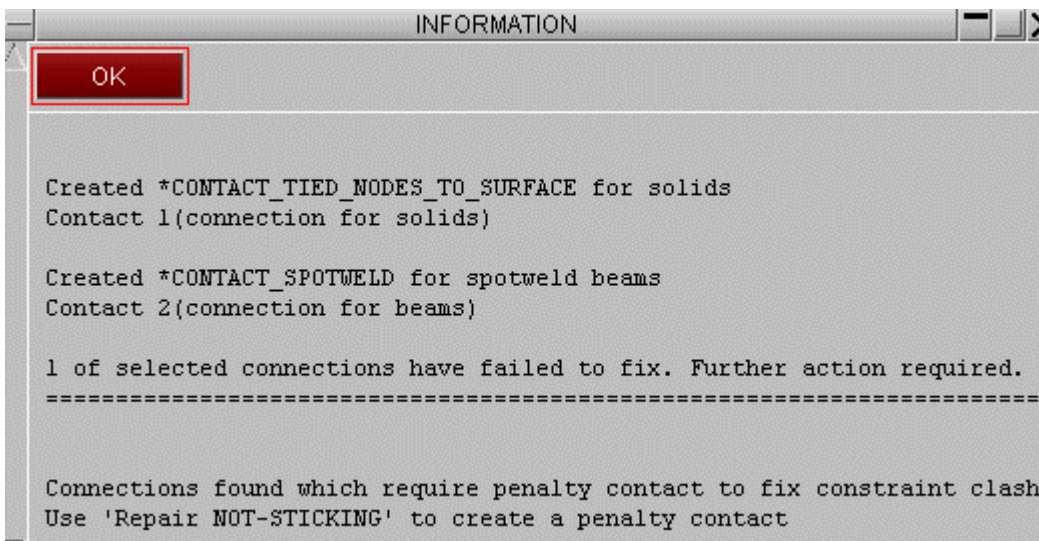 INFORMATION
OK
Created *CONTACT_TIED_NODES_TO_SURFACE for solids
Contact 1(connection for solids)
Created *CONTACT_SPOTWELD for spotweld beams
Contact 2(connection for beams)
1 of selected connections have failed to fix. Further action required.
=======================================================================
Connections found which require penalty contact to fix constraint clash
Use 'Repair NOT-STICKING' to create a penalty contact